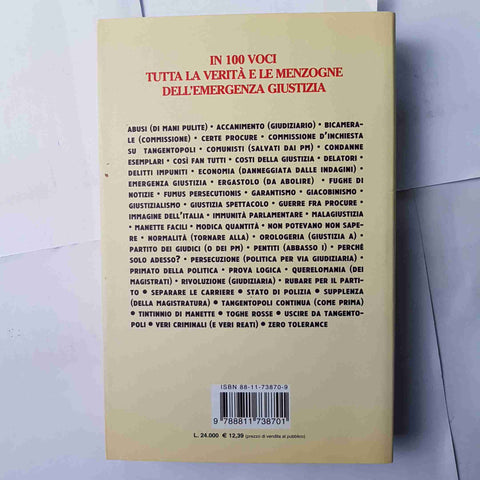 IN 100 VOCI
TUTTA LA VERITÀ E LE MENZOGNE
DELL'EMERGENZA GIUSTIZIA
ABUSI (DI MANI PULITE) • ACCANIMENTO (GIUDIZIARIO) • BICAMERA-
LE (COMMISSIONE) • CERTE PROCURE • COMMISSIONE D'INCHIESTA
SU TANGENTOPOLI • COMUNISTI (SALVATI DAI PM) • CONDANNE
ESEMPLARI • COSÌ FAN TUTTI • COSTI DELLA GIUSTIZIA • DELATORI •
DELITTI IMPUNITI • ECONOMIA (DANNEGGIATA DALLE INDAGINI) •
EMERGENZA GIUSTIZIA • ERGASTOLO (DA ABOLIRE) • FUGHE DI
NOTIZIE • FUMUS PERSECUTIONIS • GARANTISMO • GIACOBINISMO •
GIUSTIZIALISMO • GIUSTIZIA SPETTACOLO • GUERRE FRA PROCURE •
IMMAGINE DELL'ITALIA • IMMUNITÀ PARLAMENTARE • MALAGIUSTIZIA
• MANETTE FACILI • MODICA QUANTITÀ • NON POTEVANO NON SAPE-
RE • NORMALITÀ (TORNARE ALLA) • OROLOGERIA (GIUSTIZIA A) •
PARTITO DEI GIUDICI (O DEI PM) • PENTITI (ABBASSO I) • PERCHÉ
SOLO ADESSO? • PERSECUZIONE (POLITICA PER VIA GIUDIZIARIA) •
PRIMATO DELLA POLITICA • PROVA LOGICA • QUERELOMANIA (DEI
MAGISTRATI) • RIVOLUZIONE (GIUDIZIARIA) • RUBARE PER IL PARTI-
TO • SEPARARE LE CARRIERE • STATO DI POLIZIA • SUPPLENZA
(DELLA MAGISTRATURA) • TANGENTOPOLI CONTINUA (COME PRIMA)
• TINTINNIO DI MANETTE • TOGHE ROSSE • USCIRE DA TANGENTO-
POLI • VERI CRIMINALI (E VERI REATI) • ZERO TOLERANCE
ISBN 88-11-73870-9
9 788811 738701
L. 24.000 € 12,39 (prezzo di vendita al pubblico)